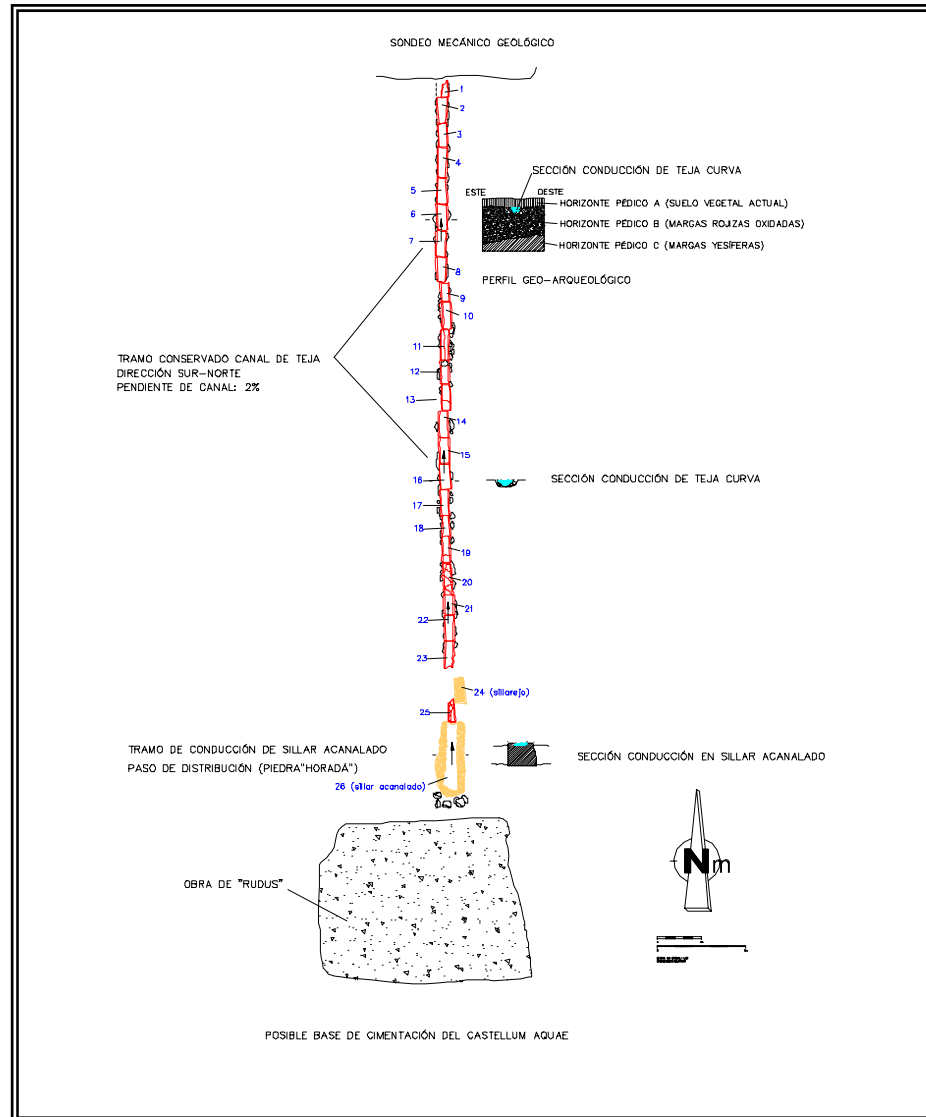 SONDEO MECÁNICO GEOLÓGICO
1
2
3
4
5
6
7
8
9
10
11
12
13
14
15
16
17
18
19
20
21
22
23
24 (sillarejo)
25
26 (sillar acanalado)
SECCIÓN CONDUCCIÓN DE TEJA CURVA
ESTE
OESTE
HORIZONTE PÉDICO A (SUELO VEGETAL ACTUAL)
HORIZONTE PÉDICO B (MARGAS ROJIZAS OXIDADAS)
HORIZONTE PÉDICO C (MARGAS YESÍFERAS)
PERFIL GEO-ARQUEOLÓGICO
TRAMO CONSERVADO CANAL DE TEJA
DIRECCIÓN SUR-NORTE
PENDIENTE DE CANAL: 2%
SECCIÓN CONDUCCIÓN DE TEJA CURVA
TRAMO DE CONDUCCIÓN DE SILLAR ACANALADO
PASO DE DISTRIBUCIÓN (PIEDRA"HORADÁ")
SECCIÓN CONDUCCIÓN EN SILLAR ACANALADO
OBRA DE "RUDUS"
Nm
POSIBLE BASE DE CIMENTACIÓN DEL CASTELLUM AQUAE